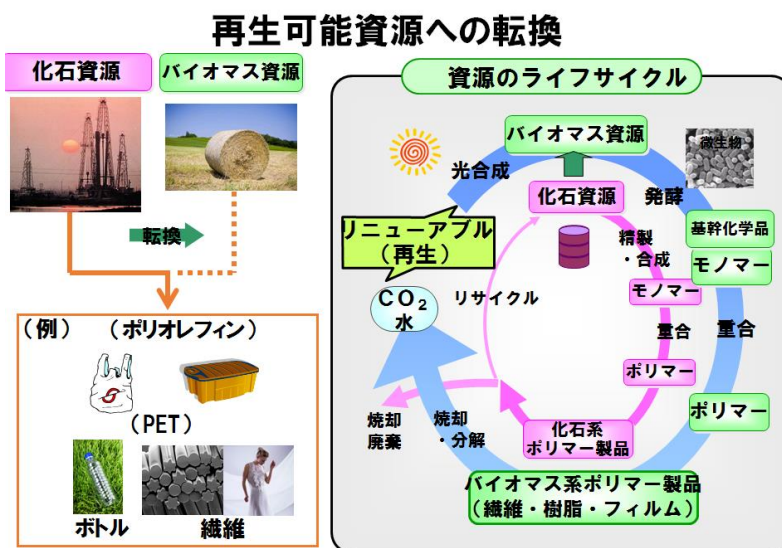 再生可能資源への転換
化石資源
バイオマス資源
転換
(例)
(ポリオレフィン)
(PET)
ボトル
繊維
資源のライフサイクル
バイオマス資源
微生物
光合成
化石資源
発酵
リニューアブル
(再生)
精製
・合成
基幹化学品
モノマー
モノマー
CO₂
水
リサイクル
重合
重合
ポリマー
ポリマー
焼却
廃棄
焼却
・分解
化石系
ポリマー製品
バイオマス系ポリマー製品
(繊維・樹脂・フィルム)